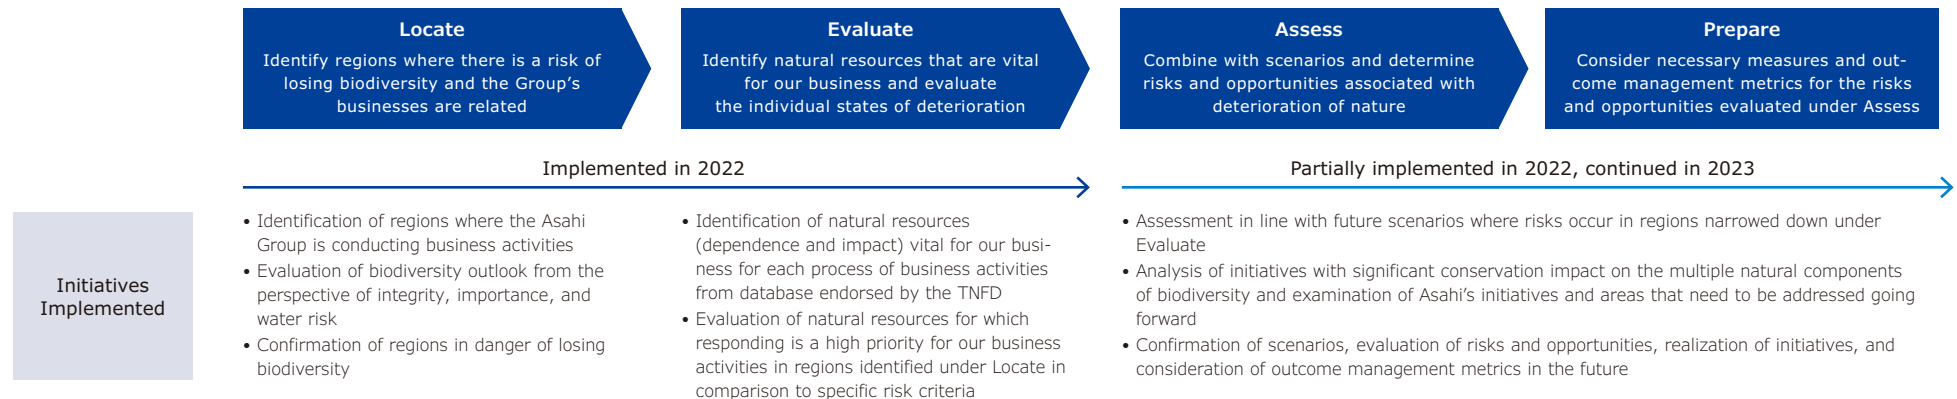 Locate
Identify regions where there is a risk of
losing biodiversity and the Group’s
businesses are related
Evaluate
Identify natural resources that are vital
for our business and evaluate
the individual states of deterioration
Assess
Combine with scenarios and determine
risks and opportunities associated with
deterioration of nature
Prepare
Consider necessary measures and out-
come management metrics for the risks
and opportunities evaluated under Assess
Implemented in 2022
Partially implemented in 2022, continued in 2023
Initiatives
Implemented
• Identification of regions where the Asahi
Group is conducting business activities
• Evaluation of biodiversity outlook from the
perspective of integrity, importance, and
water risk
• Confirmation of regions in danger of losing
biodiversity
• Identification of natural resources
(dependence and impact) vital for our busi-
ness for each process of business activities
from database endorsed by the TNFD
• Evaluation of natural resources for which
responding is a high priority for our business
activities in regions identified under Locate in
comparison to specific risk criteria
• Assessment in line with future scenarios where risks occur in regions narrowed down under
Evaluate
• Analysis of initiatives with significant conservation impact on the multiple natural components
of biodiversity and examination of Asahi’s initiatives and areas that need to be addressed going
forward
• Confirmation of scenarios, evaluation of risks and opportunities, realization of initiatives, and
consideration of outcome management metrics in the future